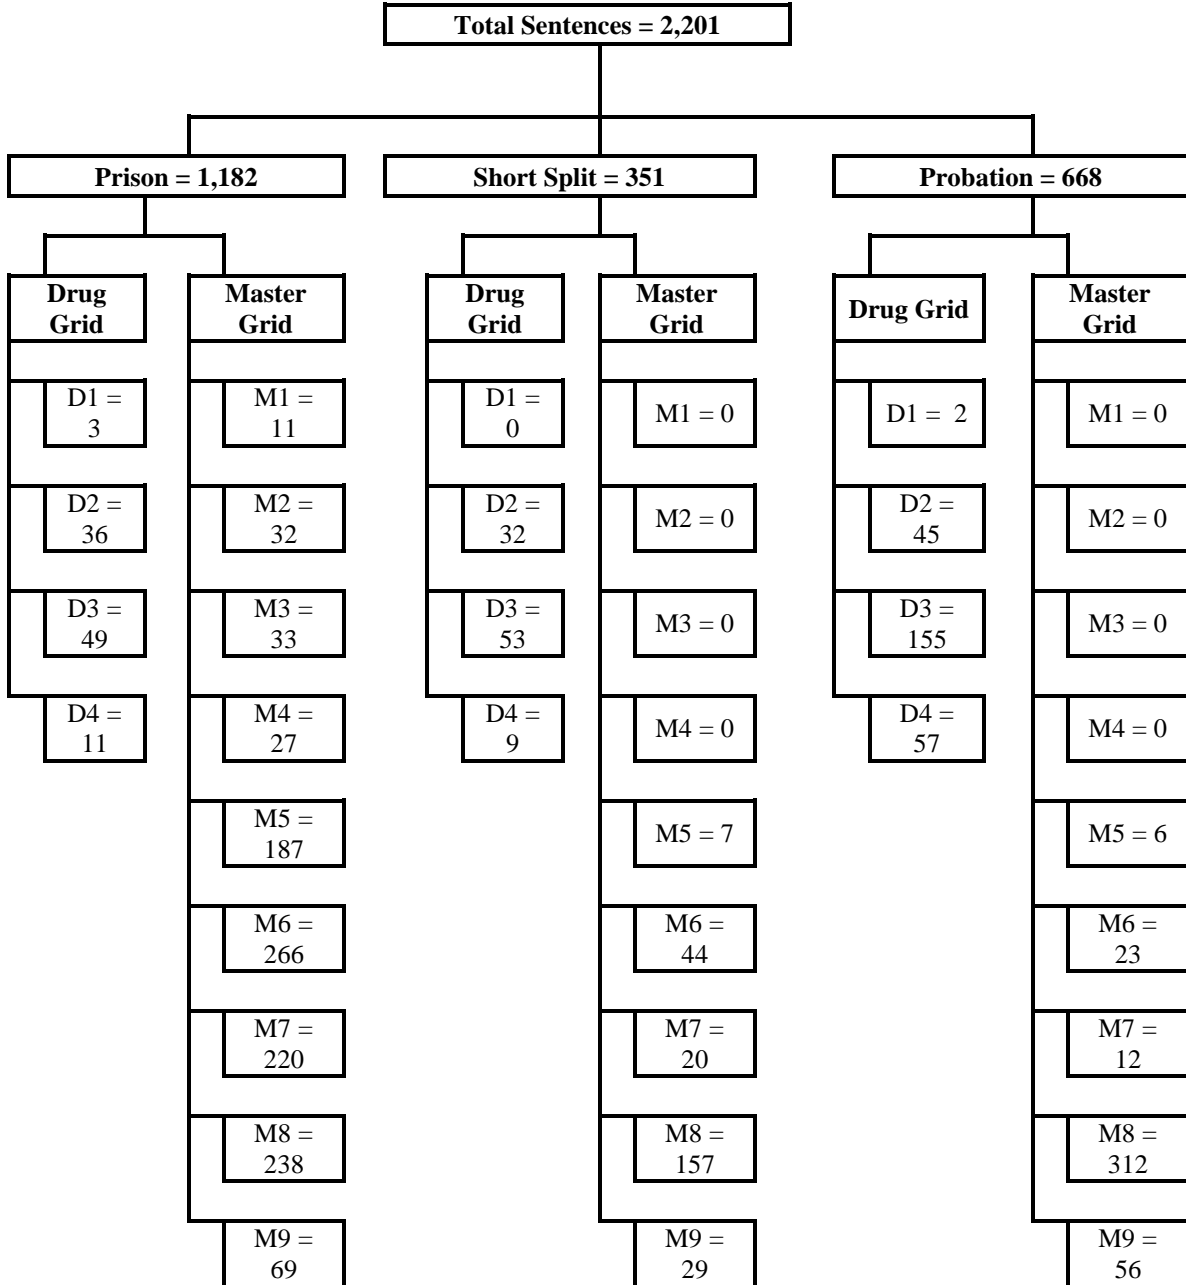 Total Sentences = 2,201
Prison = 1,182
Short Split = 351
Probation = 668
Drug
Grid
Master
Grid
Drug
Grid
Master
Grid
Drug Grid
Master
Grid
D1 =
3
M1 =
11
D1 =
0
M1 = 0
D1 =  2
M1 = 0
D2 =
36
M2 =
32
D2 =
32
M2 = 0
D2 =
45
M2 = 0
D3 =
49
M3 =
33
D3 =
53
M3 = 0
D3 =
155
M3 = 0
D4 =
11
M4 =
27
D4 =
9
M4 = 0
D4 =
57
M4 = 0
M5 =
187
M5 = 7
M5 = 6
M6 =
266
M6 =
44
M6 =
23
M7 =
220
M7 =
20
M7 =
12
M8 =
238
M8 =
157
M8 =
312
M9 =
69
M9 =
29
M9 =
56